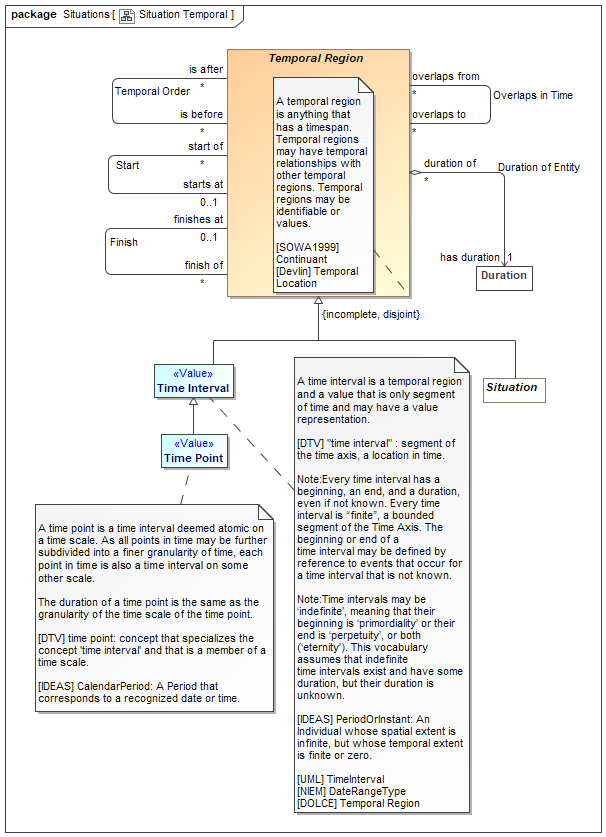 package Situations [ Situation Temporal ]
Temporal Region
A temporal region
is anything that
has a timespan.
Temporal regions
may have temporal
relationships with
other temporal
regions. Temporal
regions may be
identifiable or
values.
[SOWA1999]
Continuant
[Devlin] Temporal
Location
is after
*
Temporal Order
is before
*
start of
*
Start
starts at
0..1
finishes at
0..1
Finish
finish of
*
overlaps from
*
Overlaps in Time
overlaps to
*
duration of
*
Duration of Entity
has duration 1
Duration
{incomplete, disjoint}
«Value»
Time Interval
Situation
«Value»
Time Point
A time interval is a temporal region
and a value that is only segment
of time and may have a value
representation.
[DTV] "time interval" : segment of
the time axis, a location in time.
Note:Every time interval has a
beginning, an end, and a duration,
even if not known. Every time
interval is “finite”, a bounded
segment of the Time Axis. The
beginning or end of a
time interval may be defined by
reference to events that occur for
a time interval that is not known.
Note:Time intervals may be
‘indefinite’, meaning that their
beginning is ‘primordiality’ or their
end is ‘perpetuity’, or both
(‘eternity’). This vocabulary
assumes that indefinite
time intervals exist and have some
duration, but their duration is
unknown.
[IDEAS] PeriodOrInstant: An
Individual whose spatial extent is
infinite, but whose temporal extent
is finite or zero.
[UML] TimeInterval
[NIEM] DateRangeType
[DOLCE] Temporal Region
A time point is a time interval deemed atomic on
a time scale. As all points in time may be further
subdivided into a finer granularity of time, each
point in time is also a time interval on some
other scale.
The duration of a time point is the same as the
granularity of the time scale of the time point.
[DTV] time point: concept that specializes the
concept 'time interval' and that is a member of a
time scale.
[IDEAS] CalendarPeriod: A Period that
corresponds to a recognized date or time.